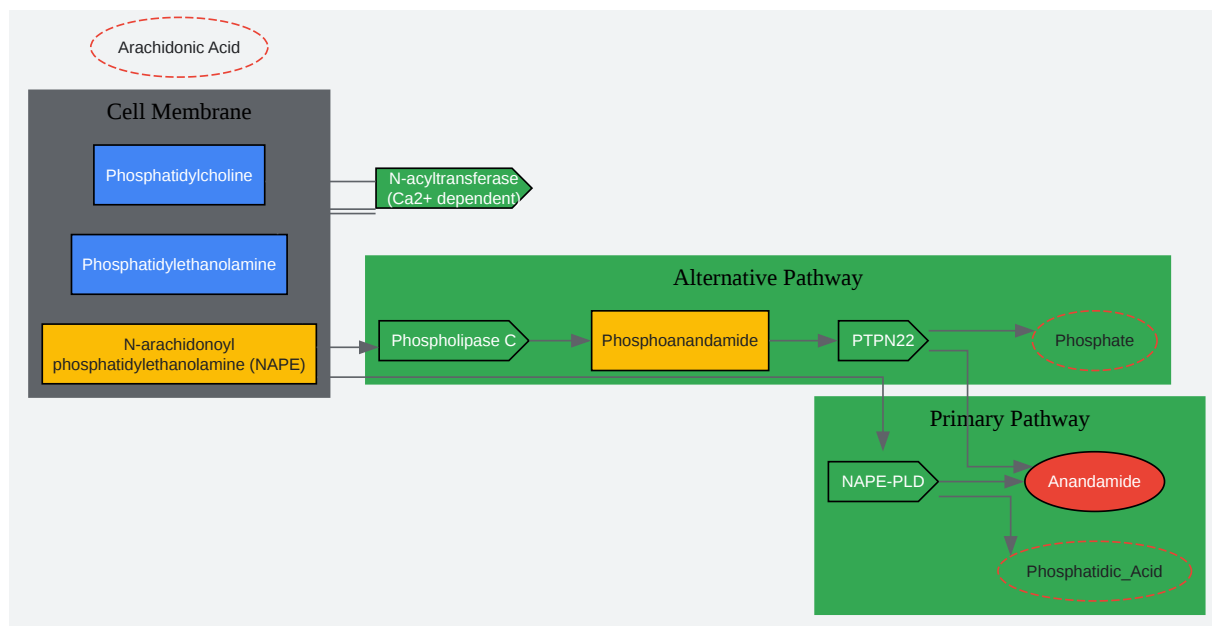 Arachidonic Acid
Cell Membrane
Phosphatidylcholine
N-acyltransferase
(Ca2+ dependent)
Phosphatidylethanolamine
N-arachidonoyl
phosphatidylethanolamine (NAPE)
Alternative Pathway
Phospholipase C
Phosphoanandamide
PTPN22
Phosphate
Primary Pathway
NAPE-PLD
Anandamide
Phosphatidic_Acid